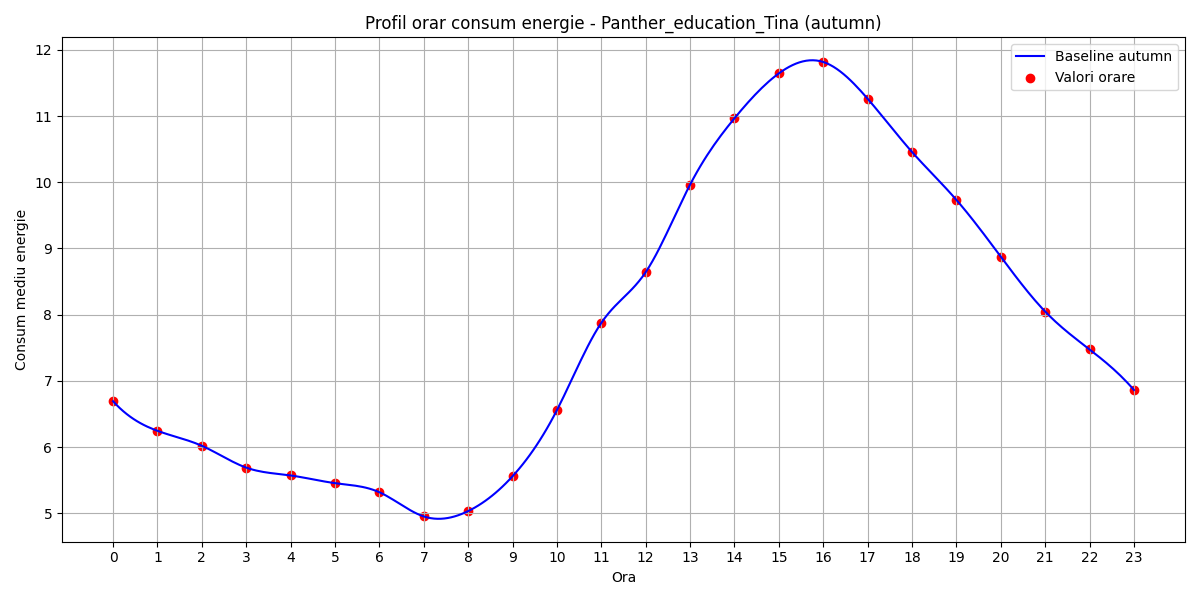 Profil orar consum energie - Panther_education_Tina (autumn)
Baseline autumn
Valori orare
Consum mediu energie
12
11
10
9
8
7
6
5
0 1 2 3 4 5 6 7 8 9 10 11 12 13 14 15 16 17 18 19 20 21 22 23
Ora